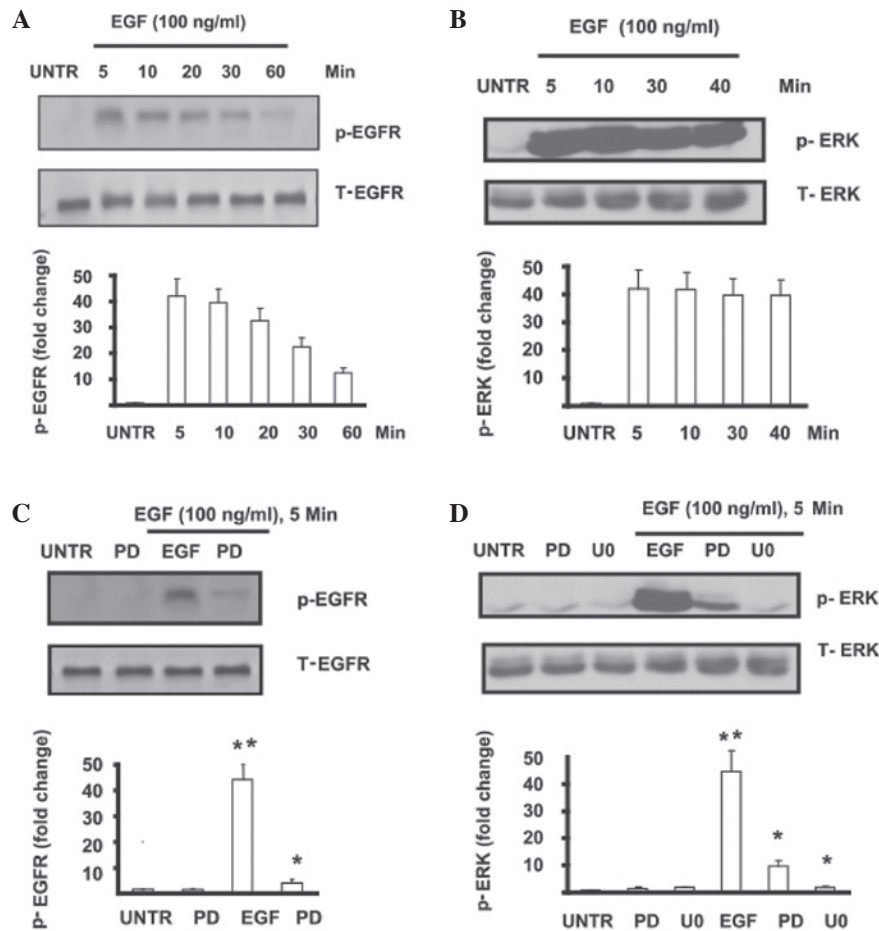 A
EGF (100 ng/ml)
UNTR 5 10 20 30 60 Min
p-EGFR
T-EGFR
p-EGFR (fold change)
50
40
30
20
10
UNTR 5 10 20 30 60 Min
B
EGF (100 ng/ml)
UNTR 5 10 30 40 Min
p- ERK
T- ERK
p-ERK (fold change)
50
40
30
20
10
UNTR 5 10 30 40 Min
C
EGF (100 ng/ml), 5 Min
UNTR PD EGF PD
p-EGFR
T-EGFR
p- EGFR (fold change)
50
40
30
20
10
**
*
UNTR PD EGF PD
D
EGF (100 ng/ml), 5 Min
UNTR PD U0 EGF PD U0
p- ERK
T- ERK
p- ERK (fold change)
50
40
30
20
10
**
*
*
UNTR PD U0 EGF PD U0